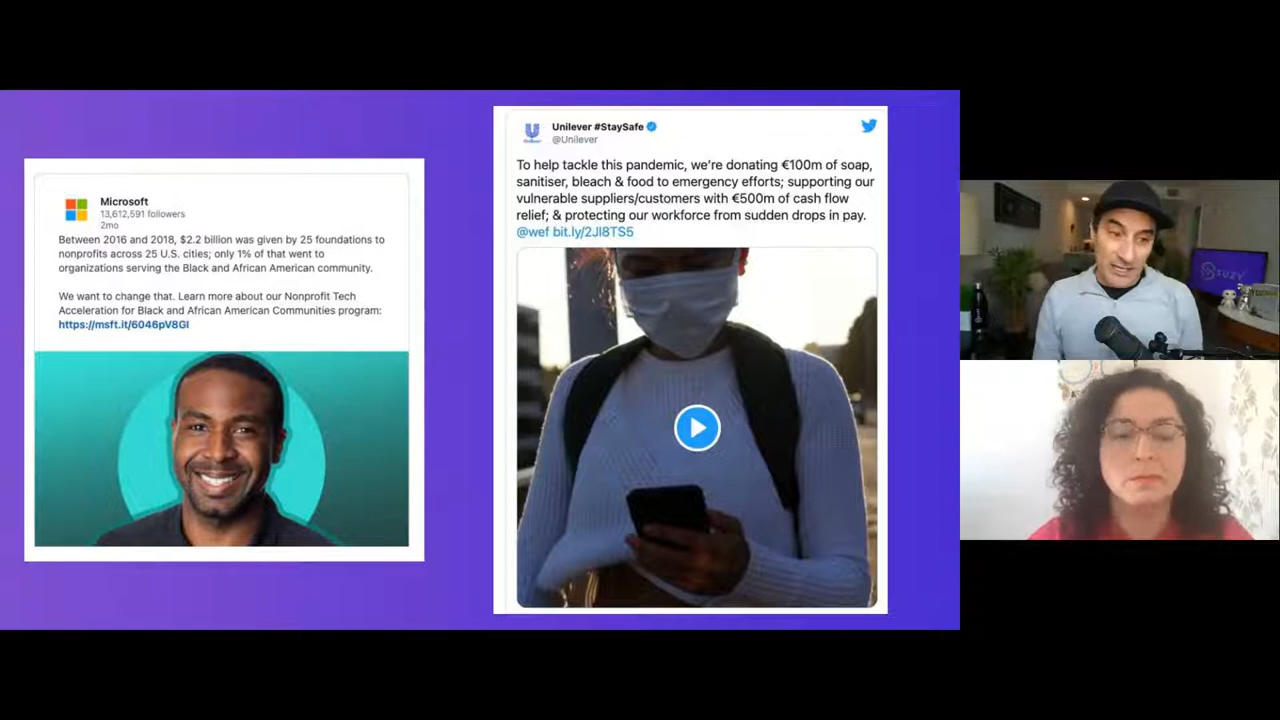 Microsoft
13,612,591 followers
2mo
Between 2016 and 2018, $2.2 billion was given by 25 foundations to
nonprofits across 25 U.S. cities; only 1% of that went to
organizations serving the Black and African American community.
We want to change that. Learn more about our Nonprofit Tech
Acceleration for Black and African American Communities program:
https://msft.it/6046pV8GI
Unilever #StaySafe
@Unilever
To help tackle this pandemic, we're donating €100m of soap,
sanitiser, bleach & food to emergency efforts; supporting our
vulnerable suppliers/customers with €500m of cash flow
relief; & protecting our workforce from sudden drops in pay.
@wef bit.ly/2JI8TS5
SUZY